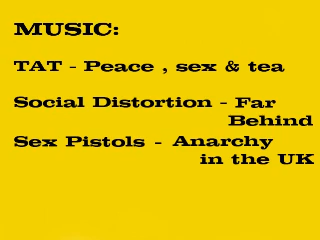 MUSIC:
TAT - Peace , sex & tea
Social Distortion - Far
Behind
Sex Pistols - Anarchy
in the UK